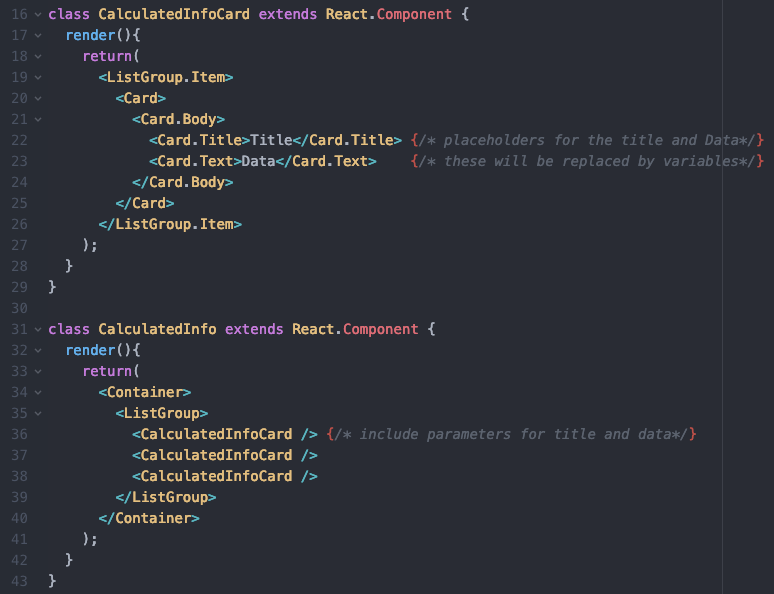 16 class CalculatedInfoCard extends React.Component {
17   render(){
18     return(
19       <ListGroup.Item>
20         <Card>
21           <Card.Body>
22             <Card.Title>Title</Card.Title> {/* placeholders for the title and Data*/}
23             <Card.Text>Data</Card.Text>    {/* these will be replaced by variables*/}
24           </Card.Body>
25         </Card>
26       </ListGroup.Item>
27     );
28   }
29 }
30
31 class CalculatedInfo extends React.Component {
32   render(){
33     return(
34       <Container>
35         <ListGroup>
36           <CalculatedInfoCard /> {/* include parameters for title and data*/}
37           <CalculatedInfoCard />
38           <CalculatedInfoCard />
39         </ListGroup>
40       </Container>
41     );
42   }
43 }